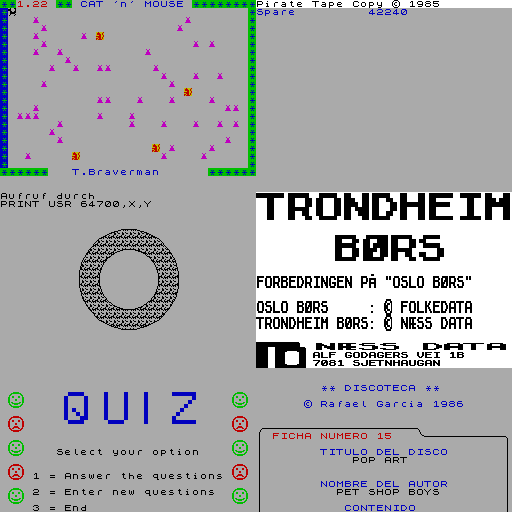 1.22 CAT 'n' MOUSE
T.Braverman
Pirate Tape Copy © 1985
Spare 42240
Aufruf durch
PRINT USR 64700,X,Y
TRONDHEIM
BØRS
FORBEDRINGEN PÅ "OSLO BØRS"
OSLO BØRS : © FOLKEDATA
TRONDHEIM BØRS: © NÆSS DATA
NÆSS DATA
ALF GODAGERS VEI 1B
7081 SJETNHAUGAN
QUIZ
Select your option
1 = Answer the questions
2 = Enter new questions
3 = End
** DISCOTECA **
© Rafael Garcia 1986
FICHA NUMERO 15
TITULO DEL DISCO
POP ART
NOMBRE DEL AUTOR
PET SHOP BOYS
CONTENIDO